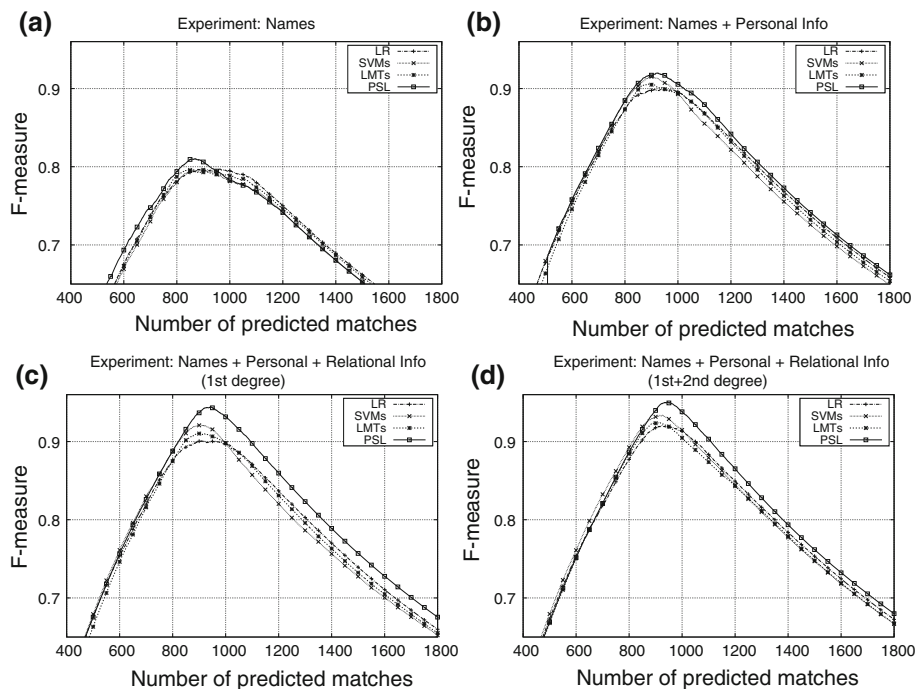 (a)
Experiment: Names
LR
SVMs
LMTs
PSL
F-measure
0.9
0.8
0.7
400 600 800 1000 1200 1400 1600 1800
Number of predicted matches
(b)
Experiment: Names + Personal Info
LR
SVMs
LMTs
PSL
F-measure
0.9
0.8
0.7
400 600 800 1000 1200 1400 1600 1800
Number of predicted matches
(c)
Experiment: Names + Personal + Relational Info
(1st degree)
LR
SVMs
LMTs
PSL
F-measure
0.9
0.8
0.7
400 600 800 1000 1200 1400 1600 1800
Number of predicted matches
(d)
Experiment: Names + Personal + Relational Info
(1st+2nd degree)
LR
SVMs
LMTs
PSL
F-measure
0.9
0.8
0.7
400 600 800 1000 1200 1400 1600 1800
Number of predicted matches